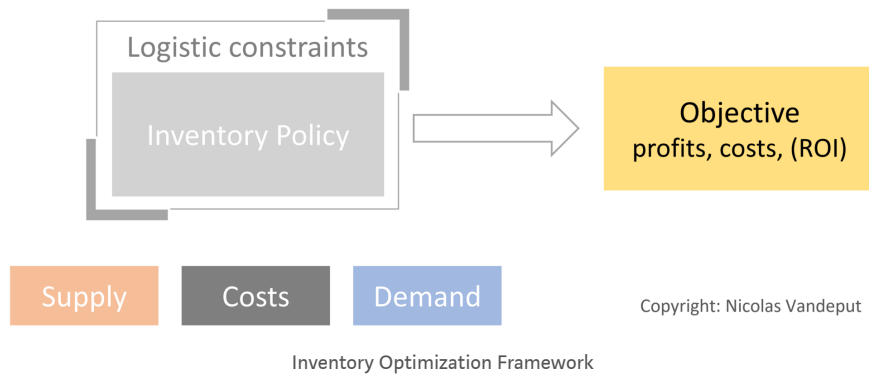 Logistic constraints
Inventory Policy
Objective
profits, costs, (ROI)
Supply
Costs
Demand
Copyright: Nicolas Vandeput
Inventory Optimization Framework